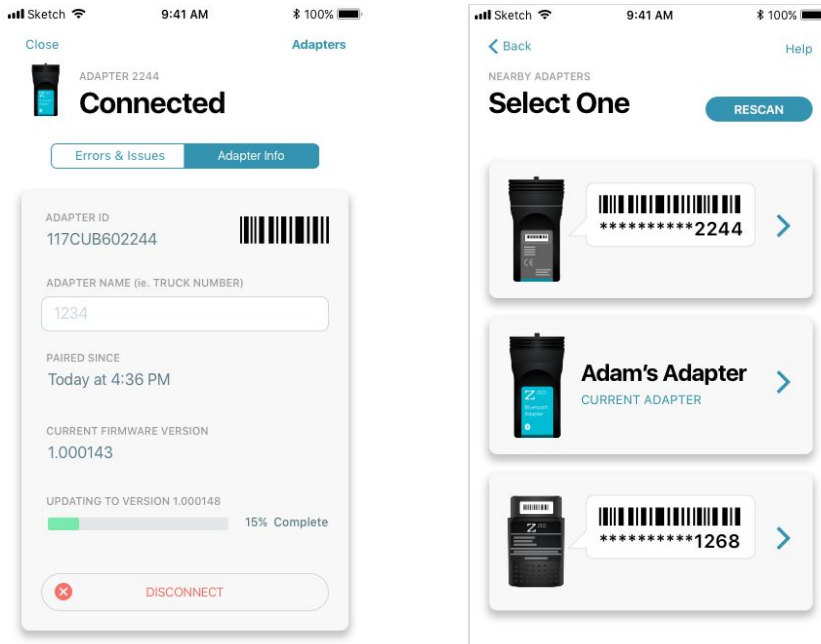 Sketch 9:41 AM 100%
Close Adapters
ADAPTER 2244
Connected
Errors & Issues Adapter Info
ADAPTER ID
117CUB602244
ADAPTER NAME (ie. TRUCK NUMBER)
1234
PAIRED SINCE
Today at 4:36 PM
CURRENT FIRMWARE VERSION
1.000143
UPDATING TO VERSION 1.000148
15% Complete
DISCONNECT
Sketch 9:41 AM 100%
Back Help
NEARBY ADAPTERS
Select One RESCAN
**********2244
Z
Bluetooth
Adapter
Adam's Adapter
CURRENT ADAPTER
Z
**********1268